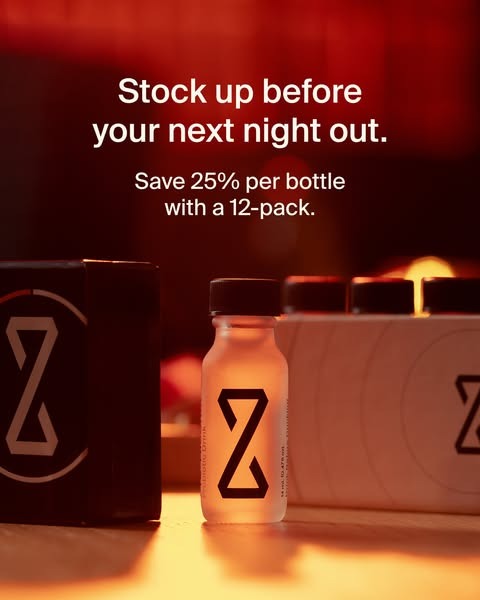 Stock up before
your next night out.
Save 25% per bottle
with a 12-pack.